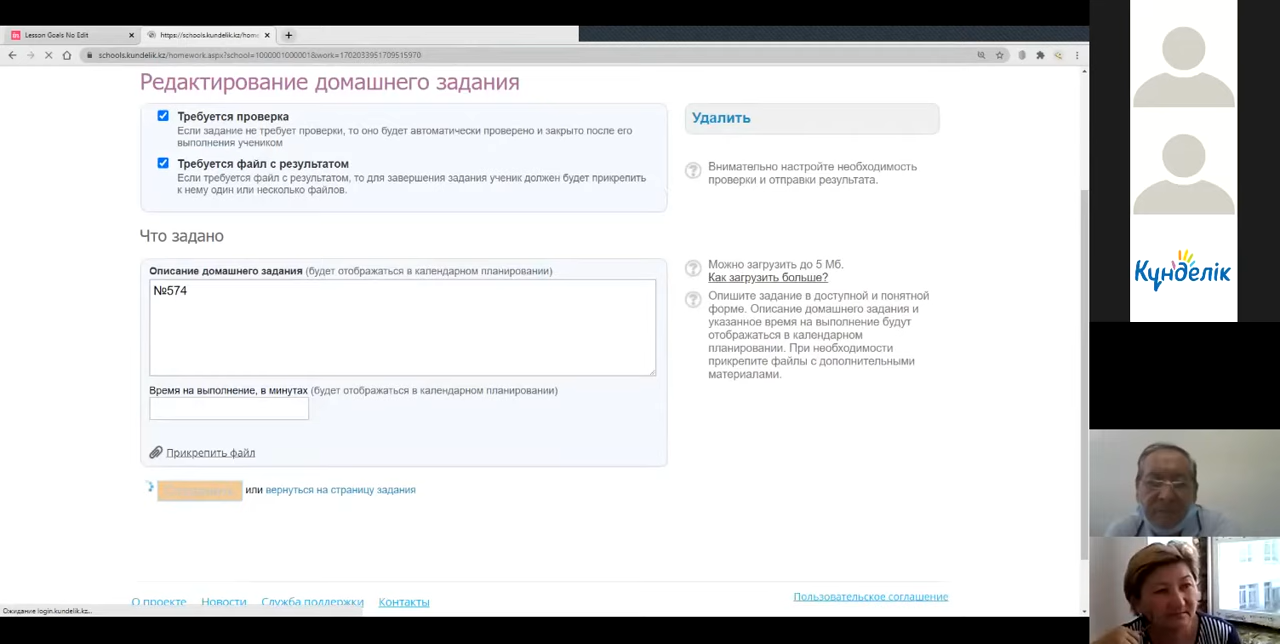 Lesson Goals No Edit
https://schools.kundelik.kz/hom
schools.kundelik.kz/homework.aspx?school=1000001000001&work=1702033951709515970
Редактирование домашнего задания
Требуется проверка
Если задание не требует проверки, то оно будет автоматически проверено и закрыто после его
выполнения учеником
Требуется файл с результатом
Если требуется файл с результатом, то для завершения задания ученик должен будет прикрепить
к нему один или несколько файлов.
Удалить
Внимательно настройте необходимость
проверки и отправки результата.
Что задано
Описание домашнего задания (будет отображаться в календарном планировании)
№574
Время на выполнение, в минутах (будет отображаться в календарном планировании)
Прикрепить файл
Можно загрузить до 5 Мб.
Как загрузить больше?
Опишите задание в доступной и понятной
форме. Описание домашнего задания и
указанное время на выполнение будут
отображаться в календарном
планировании. При необходимости
прикрепите файлы с дополнительными
материалами.
или вернуться на страницу задания
О проекте Новости Служба поддержки Контакты
Пользовательское соглашение
Ожидание login.kundelik.kz...
Күнделік